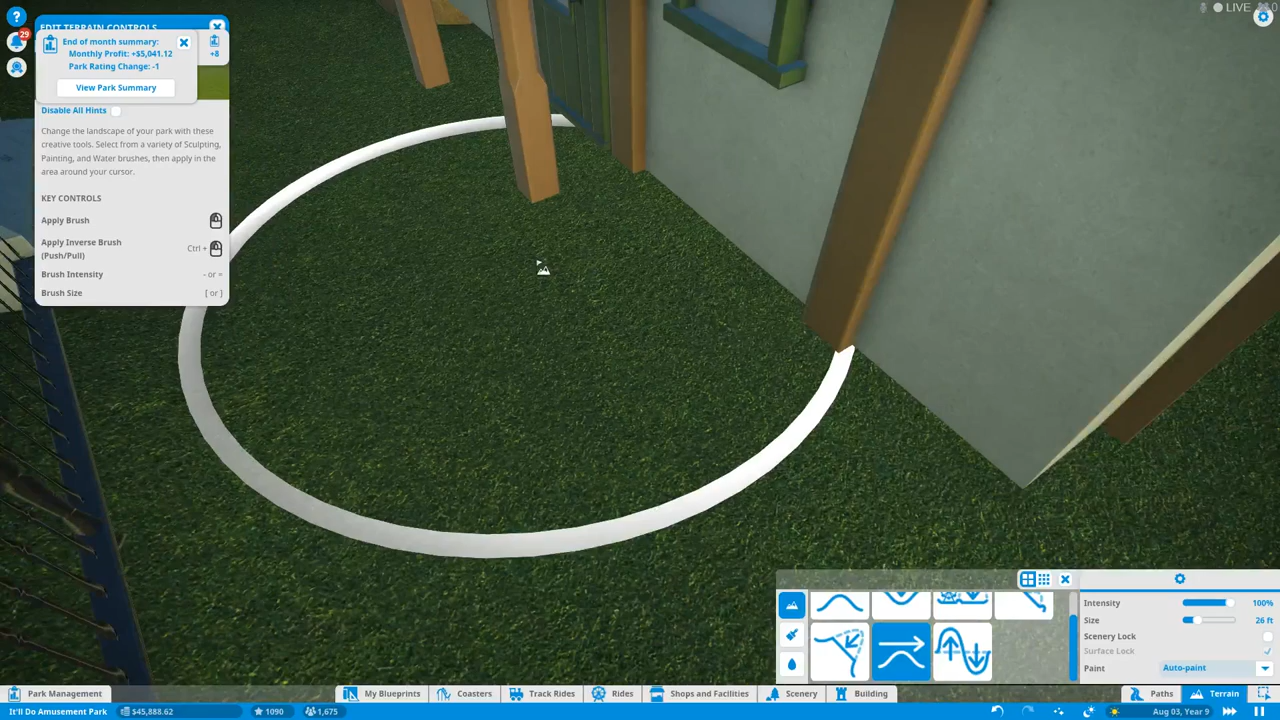 LIVE
EDIT TERRAIN CONTROLS
29
End of month summary:
Monthly Profit: +$5,041.12
Park Rating Change: -1
+8
View Park Summary
Disable All Hints
Change the landscape of your park with these
creative tools. Select from a variety of Sculpting,
Painting, and Water brushes, then apply in the
area around your cursor.
KEY CONTROLS
Apply Brush
Apply Inverse Brush
(Push/Pull)
Ctrl +
Brush Intensity
- or =
Brush Size
[ or ]
Intensity
100%
Size
26 ft
Scenery Lock
Surface Lock
Paint
Auto-paint
Park Management
My Blueprints
Coasters
Track Rides
Rides
Shops and Facilities
Scenery
Building
Paths
Terrain
It'll Do Amusement Park
$45,888.62
1090
1,675
Aug 03, Year 9